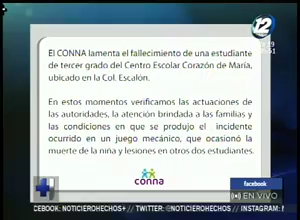 12
El CONNA lamenta el fallecimiento de una estudiante
de tercer grado del Centro Escolar Corazón de María,
ubicado en la Col. Escalón.
En estos momentos verificamos las actuaciones de
las autoridades, la atención brindada a las familias y
las condiciones en que se produjo el incidente
ocurrido en un juego mecánico, que ocasionó la
muerte de la niña y lesiones en otros dos estudiantes.
conna
facebook
EN VIVO
CEBOOK: NOTICIEROHECHOS+// TWITTER: @NOTICIEROHECHOS // INSTAGRAM: